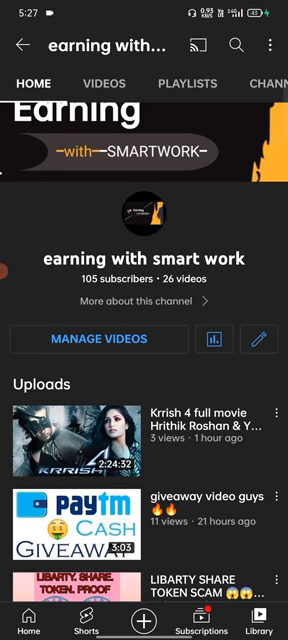 5:27
0.93
KB/S
4G
45
earning with...
HOME
VIDEOS
PLAYLISTS
CHANN
Earning
with
SMARTWORK
earning with smart work
105 subscribers • 26 videos
More about this channel
MANAGE VIDEOS
Uploads
KRRISH
2:24:32
Krrish 4 full movie
Hrithik Roshan & Y...
3 views · 1 hour ago
paytm
CASH
GIVEAWAY
3:03
giveaway video guys
🔥🔥
11 views · 21 hours ago
LIBARTY. SHARE.
TOKEN. PROOF
LIBARTY SHARE
TOKEN SCAM 😱😱...
Home
Shorts
Subscriptions
Library